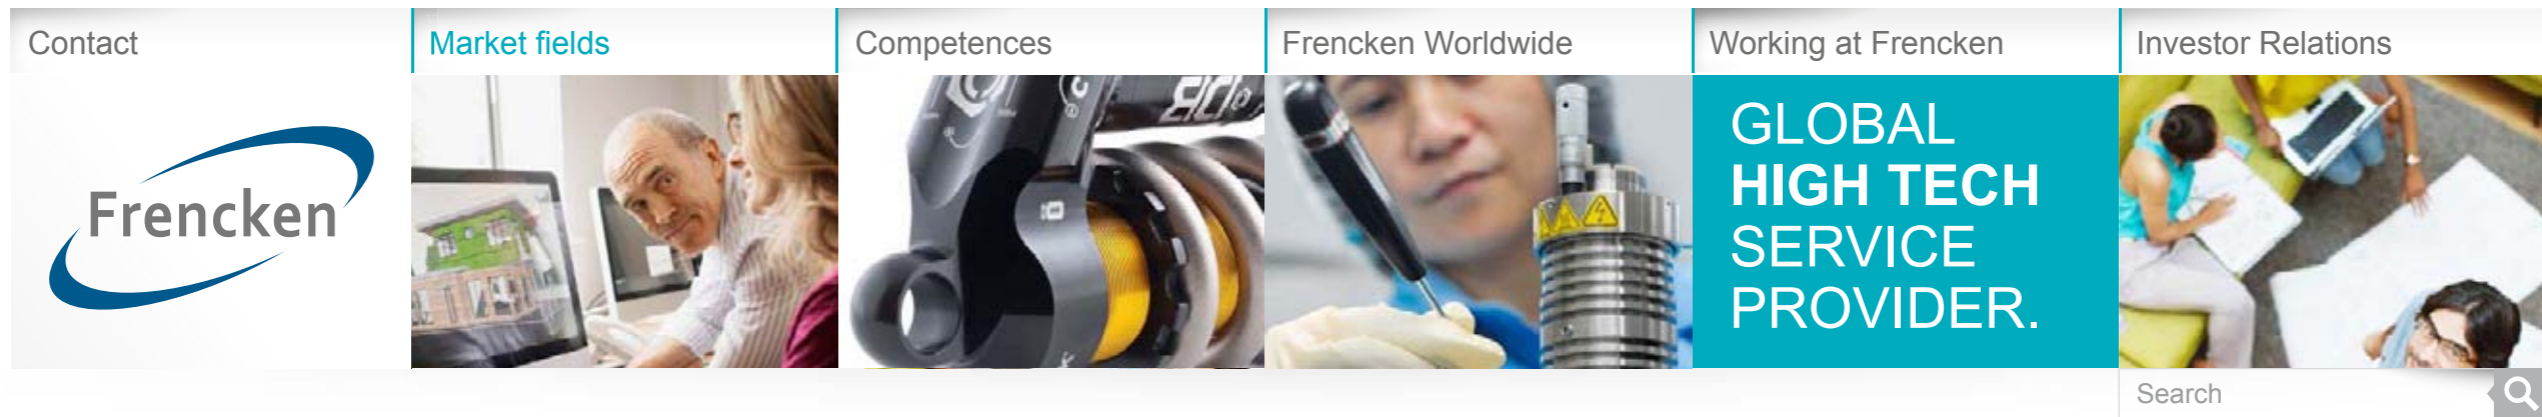 Contact
Market fields
Competences
Frencken Worldwide
Working at Frencken
Investor Relations
Frencken
GLOBAL
HIGH TECH
SERVICE
PROVIDER.
Search